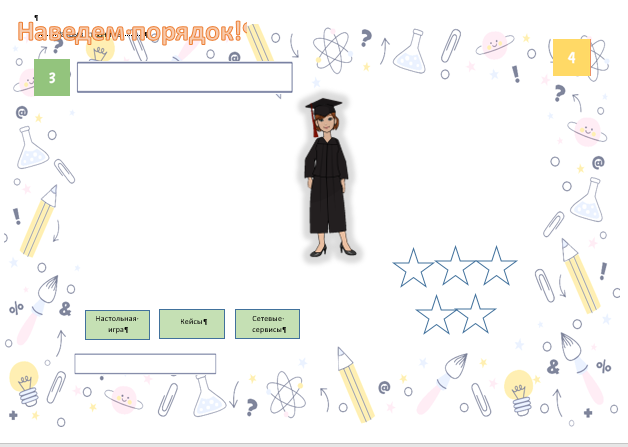 Наведем·порядок!
3
4
Настольная·
игра¶
Кейсы¶
Сетевые·
сервисы¶